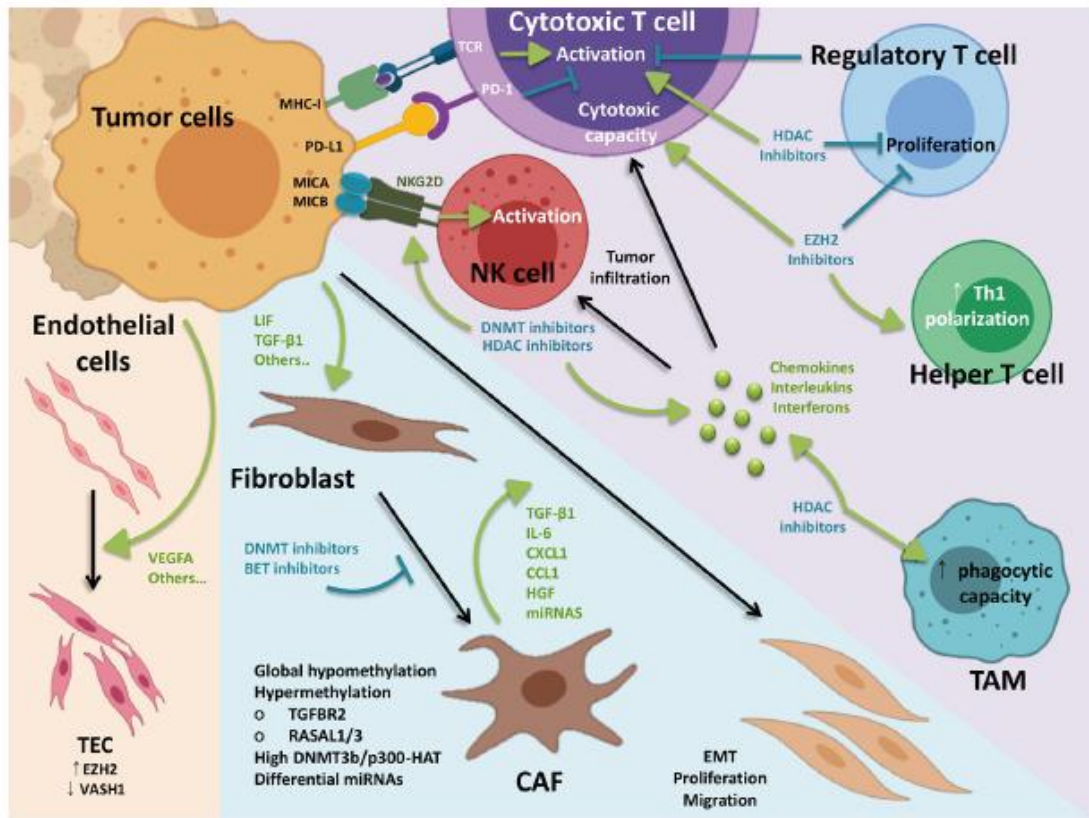 Cytotoxic T cell
TCR
Activation
Regulatory T cell
MHC-I
PD-1
Tumor cells
Cytotoxic
capacity
HDAC
Inhibitors
Proliferation
PD-L1
MICA
MICB
NKG2D
Activation
NK cell
Tumor
infiltration
EZH2
Inhibitors
↑ Th1
polarization
Helper T cell
Endothelial
cells
LIF
TGF-β1
Others..
DNMT inhibitors
HDAC inhibitors
Chemokines
Interleukins
Interferons
Fibroblast
VEGFA
Others...
DNMT inhibitors
BET inhibitors
TGF-β1
IL-6
CXCL1
CCL1
HGF
miRNAS
HDAC
inhibitors
↑ phagocytic
capacity
TAM
TEC
↑EZH2
↓ VASH1
Global hypomethylation
Hypermethylation
o TGFBR2
o RASAL1/3
High DNMT3b/p300-HAT
Differential miRNAs
CAF
EMT
Proliferation
Migration